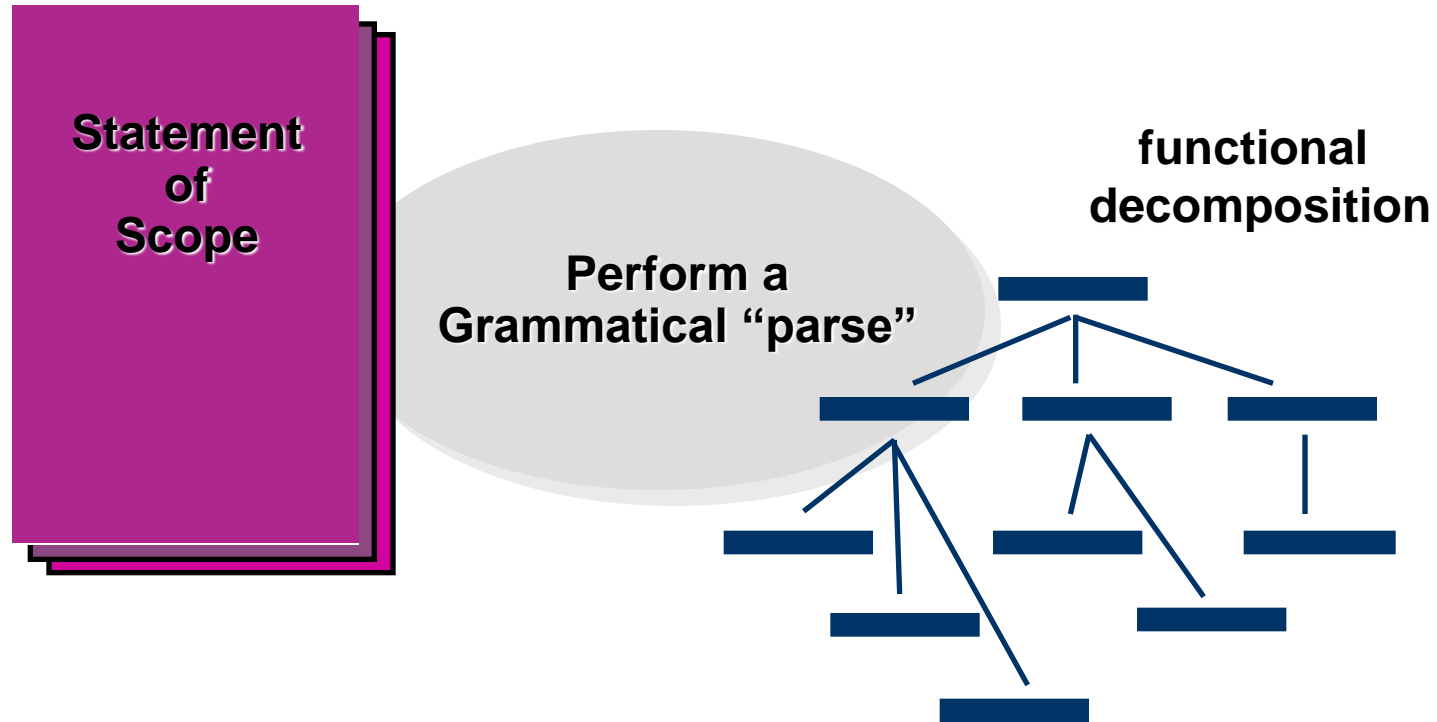 Statement
of
Scope
Perform a
Grammatical “parse”
functional
decomposition